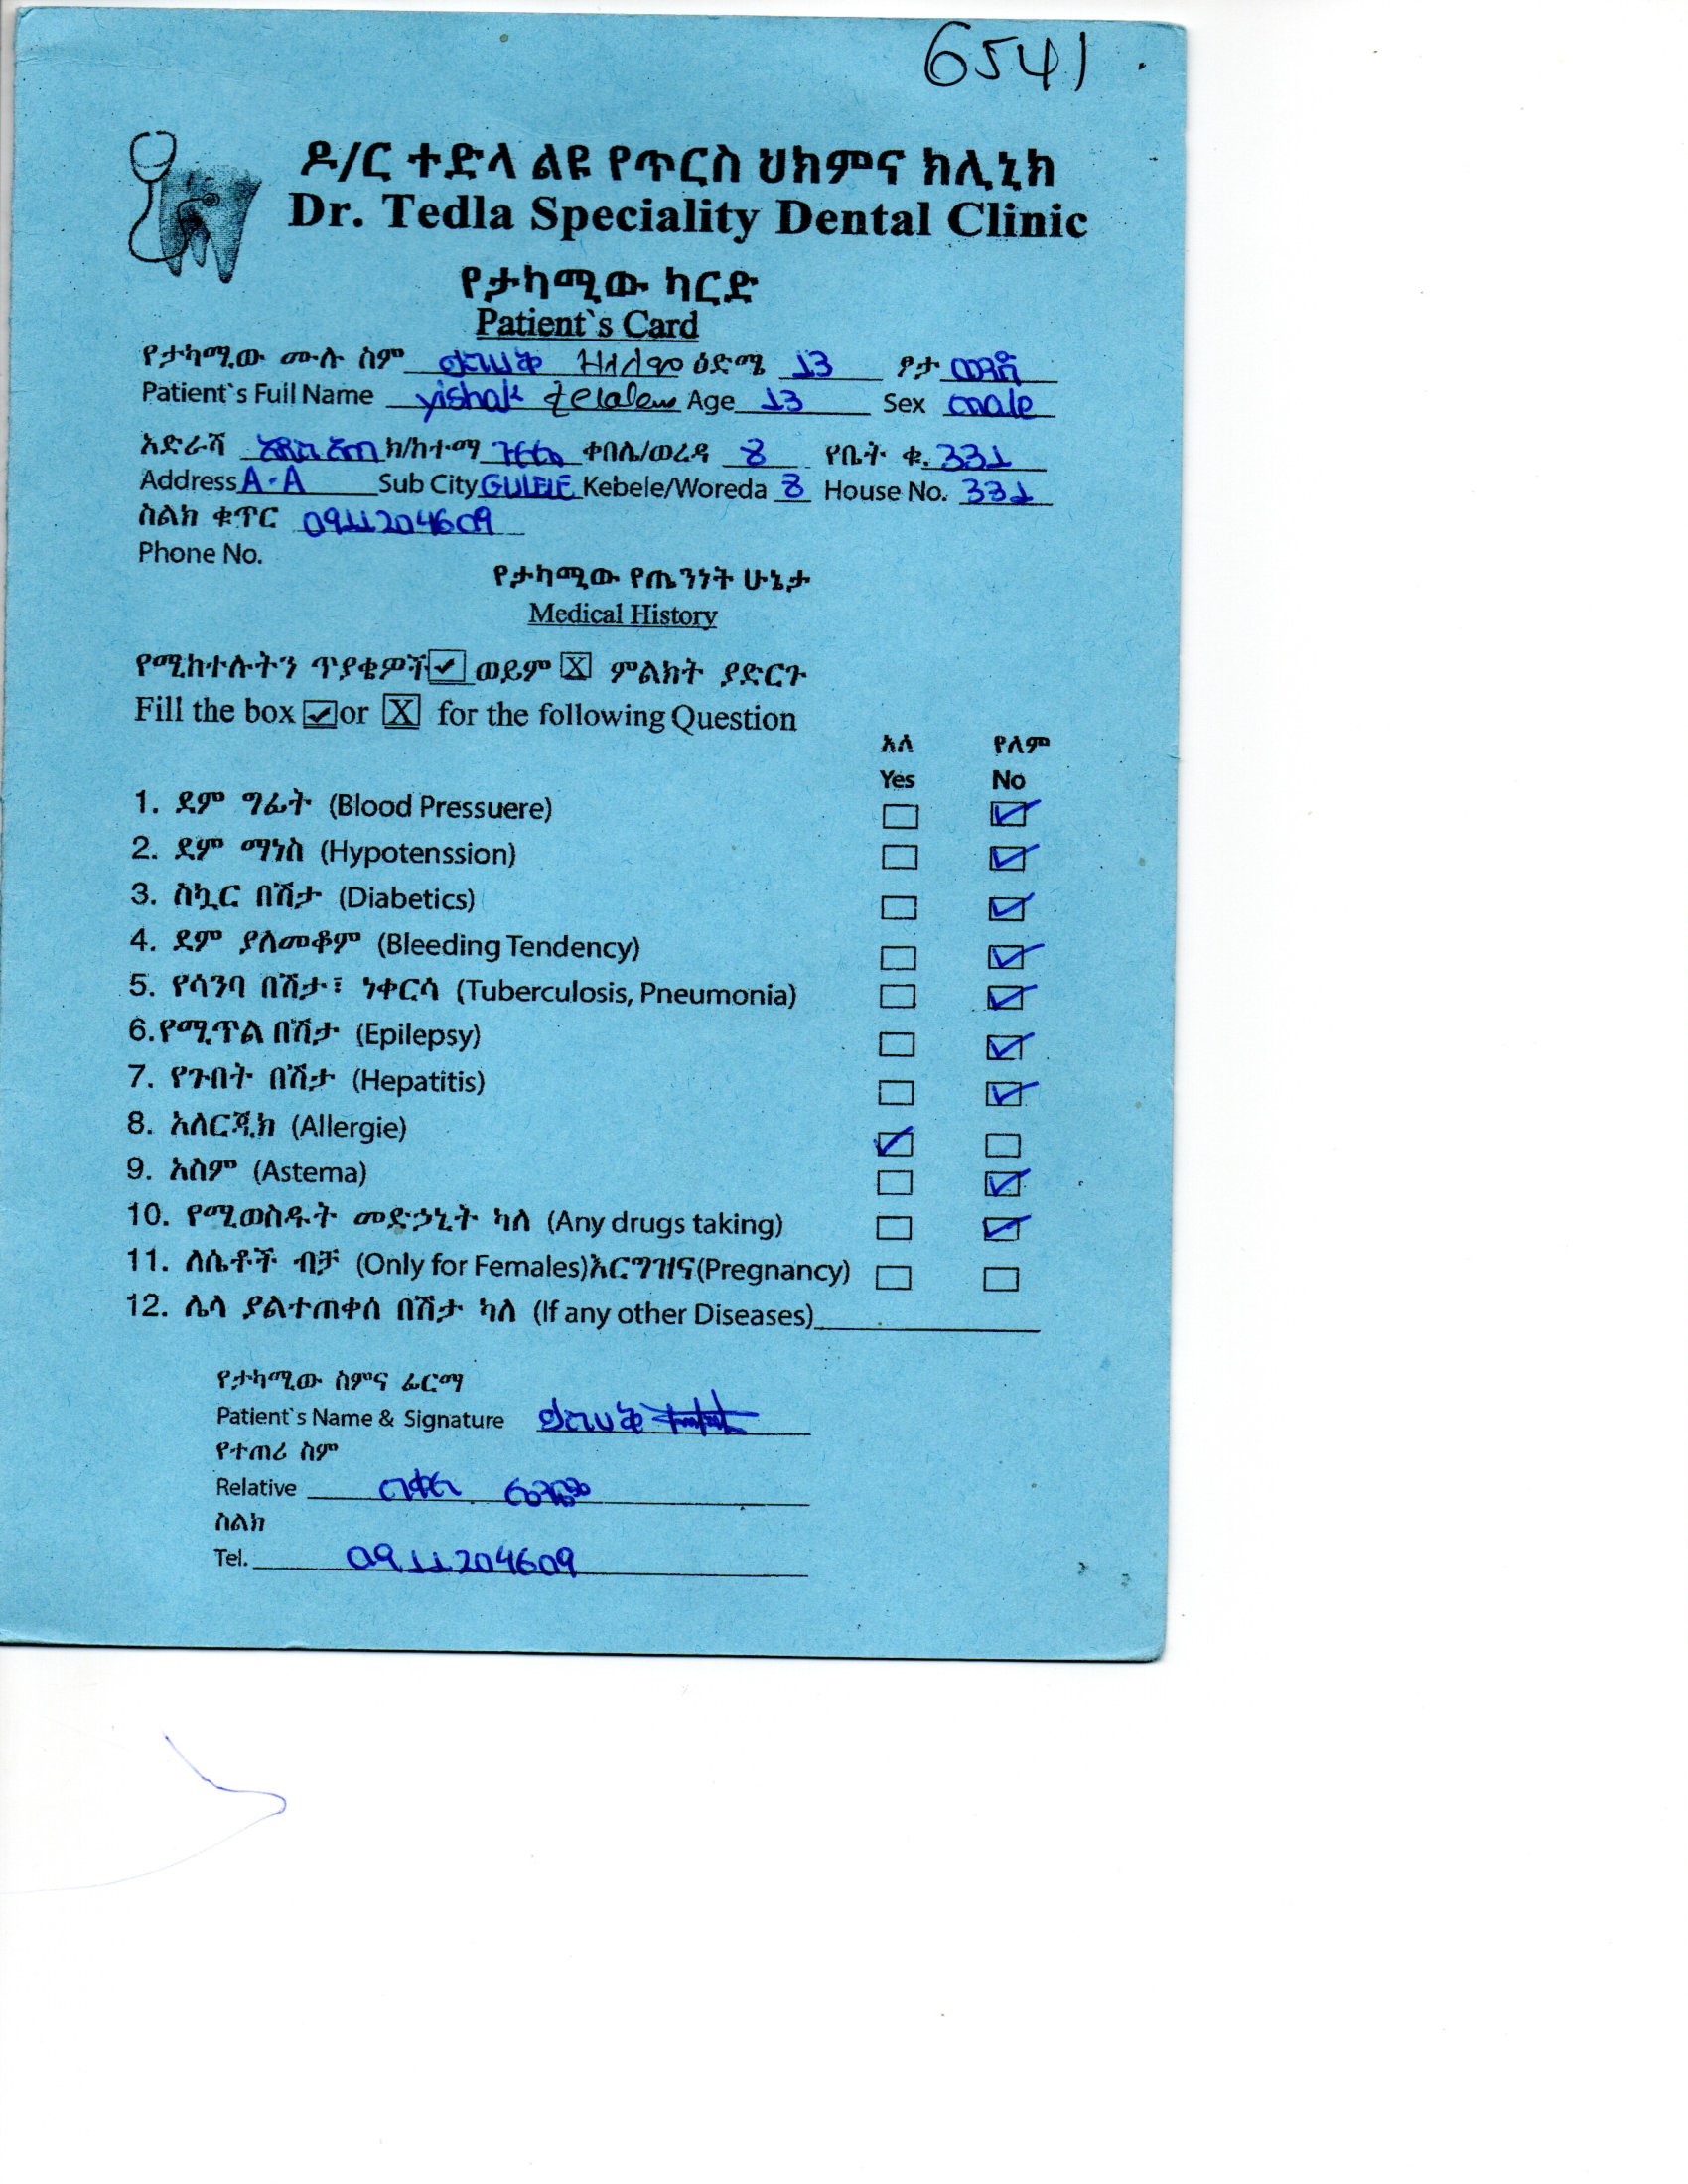 6541
ዶ/ር ተድላ ልዩ የጥርስ ህክምና ክሊኒክ
Dr. Tedla Speciality Dental Clinic
የታካሚው ካርድ
Patient`s Card
የታካሚው ሙሉ ስም ይስሀቅ ዘላለም ዕድሜ 13 ፆታ ወንድ
Patient`s Full Name yishak zelalem Age 13 Sex male
አድራሻ አዲስ አበባ ክ/ከተማ ጉለሌ ቀበሌ/ወረዳ 8 የቤት ቁ. 331
Address A.A Sub City GULELE Kebele/Woreda 8 House No. 331
ስልክ ቁጥር 0911204609
Phone No.
የታካሚው የጤንነት ሁኔታ
Medical History
የሚከተሉትን ጥያቄዎች ✓ ወይም X ምልክት ያድርጉ
Fill the box ✓ or X for the following Question
አለ የለም
Yes No
1. ደም ግፊት (Blood Pressuere) ☐ ☑
2. ደም ማነስ (Hypotenssion) ☐ ☑
3. ስኳር በሽታ (Diabetics) ☐ ☑
4. ደም ያለመቆም (Bleeding Tendency) ☐ ☑
5. የሳንባ በሽታ፣ ነቀርሳ (Tuberculosis, Pneumonia) ☐ ☑
6.የሚጥል በሽታ (Epilepsy) ☐ ☑
7. የጉበት በሽታ (Hepatitis) ☐ ☑
8. አለርጂክ (Allergie) ☑ ☐
9. አስም (Astema) ☐ ☑
10. የሚወስዱት መድኃኒት ካለ (Any drugs taking) ☐ ☑
11. ለሴቶች ብቻ (Only for Females)እርግዝና(Pregnancy) ☐ ☐
12. ሌላ ያልተጠቀሰ በሽታ ካለ (If any other Diseases)
የታካሚው ስምና ፊርማ
Patient`s Name & Signature ይስሀቅ
የተጠሪ ስም
Relative
ስልክ
Tel. 0911204609